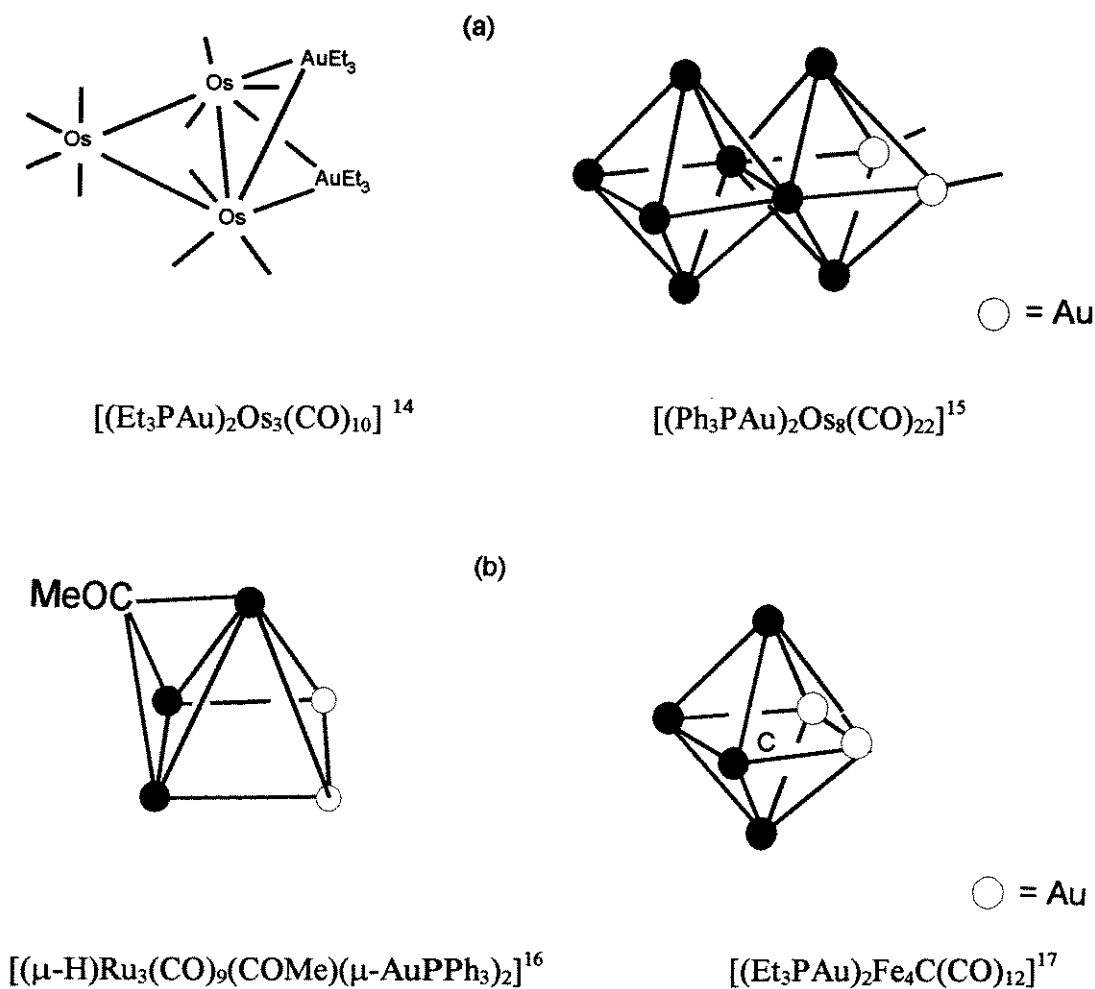 (a)
Os AuEt₃
Os
AuEt₃
Os
○ = Au
[(Et₃PAu)₂Os₃(CO)₁₀] ¹⁴ [(Ph₃PAu)₂Os₈(CO)₂₂]¹⁵
(b)
MeOC
C
○ = Au
[(μ-H)Ru₃(CO)₉(COMe)(μ-AuPPh₃)₂]¹⁶ [(Et₃PAu)₂Fe₄C(CO)₁₂]¹⁷